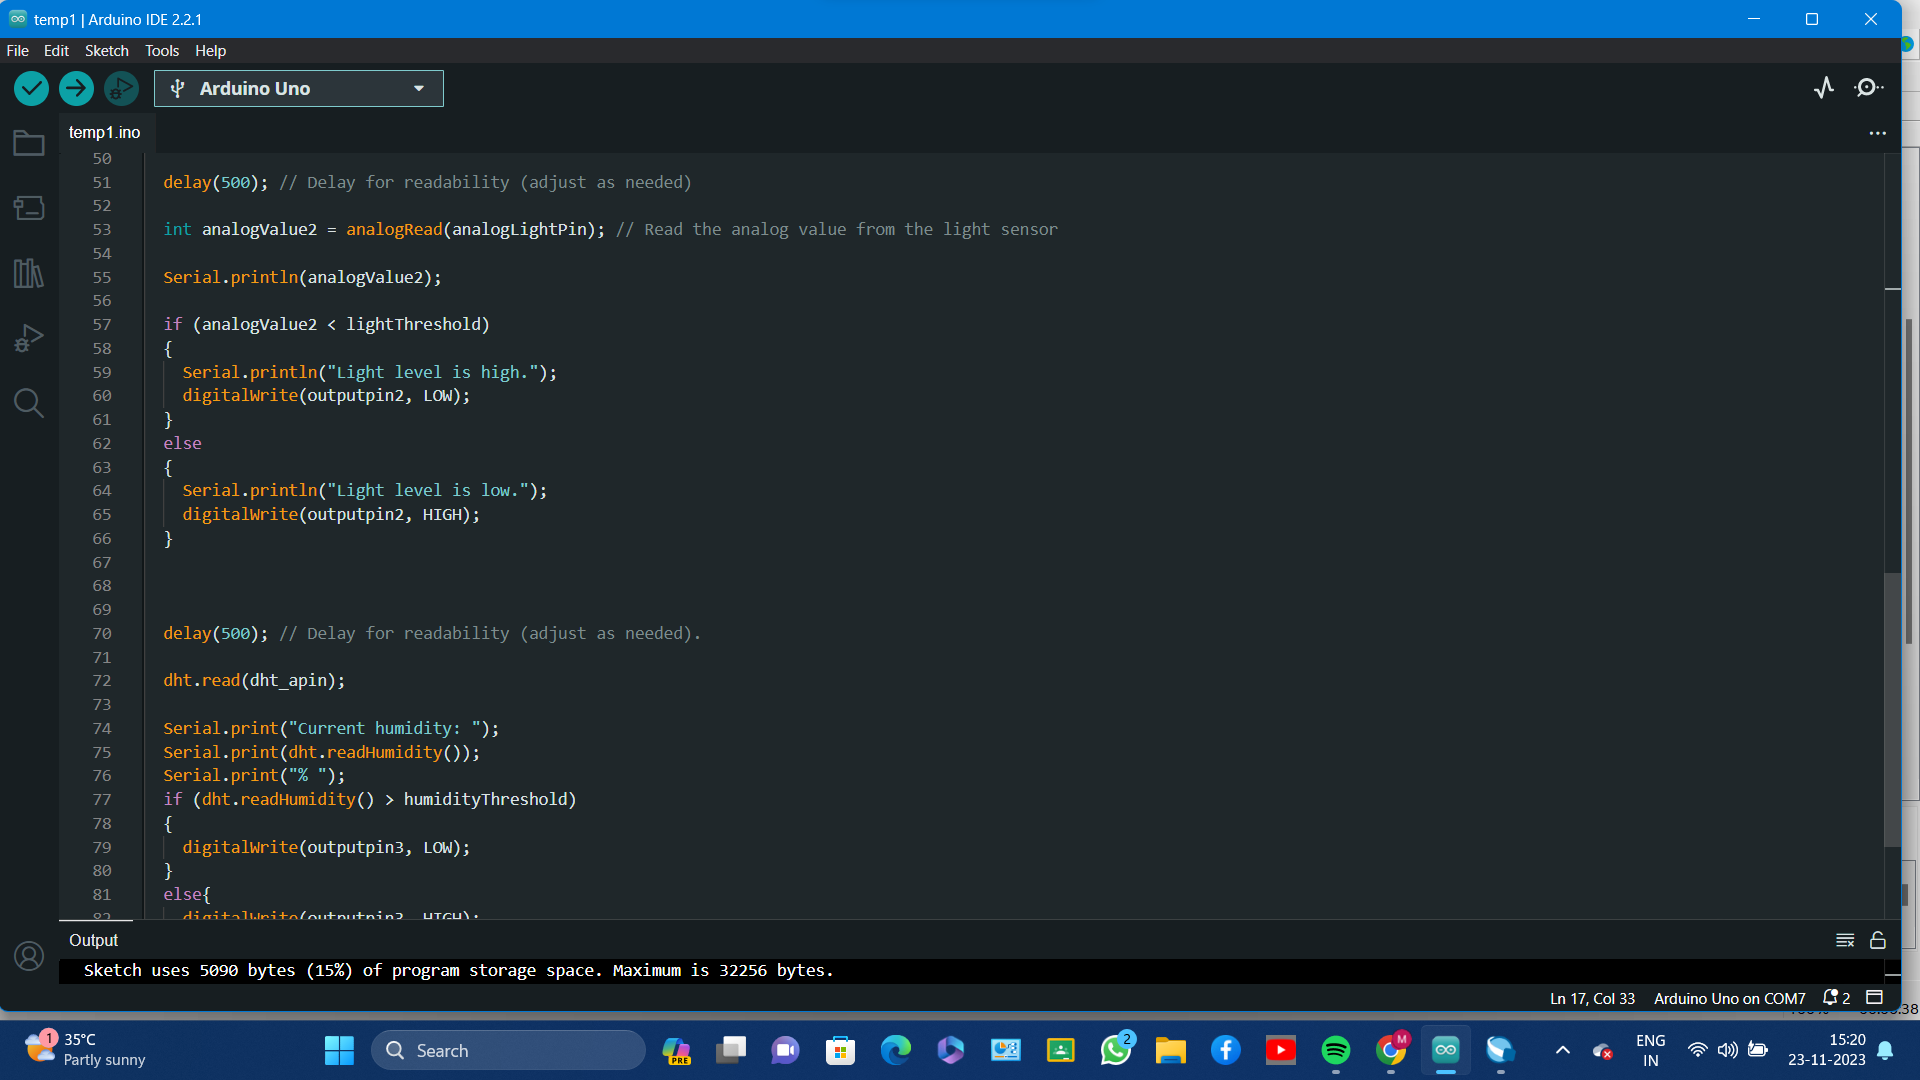 temp1 | Arduino IDE 2.2.1
File Edit Sketch Tools Help
Arduino Uno
temp1.ino
50
51 delay(500); // Delay for readability (adjust as needed)
52
53 int analogValue2 = analogRead(analogLightPin); // Read the analog value from the light sensor
54
55 Serial.println(analogValue2);
56
57 if (analogValue2 < lightThreshold)
58 {
59 Serial.println("Light level is high.");
60 digitalWrite(outputpin2, LOW);
61 }
62 else
63 {
64 Serial.println("Light level is low.");
65 digitalWrite(outputpin2, HIGH);
66 }
67
68
69
70 delay(500); // Delay for readability (adjust as needed).
71
72 dht.read(dht_apin);
73
74 Serial.print("Current humidity: ");
75 Serial.print(dht.readHumidity());
76 Serial.print("% ");
77 if (dht.readHumidity() > humidityThreshold)
78 {
79 digitalWrite(outputpin3, LOW);
80 }
81 else{
82 digitalWrite(outputpin3, HIGH);
Output
Sketch uses 5090 bytes (15%) of program storage space. Maximum is 32256 bytes.
Ln 17, Col 33 Arduino Uno on COM7 2
1 35°C
Partly sunny
Search
PRE
2
M
ENG
IN
15:20
23-11-2023